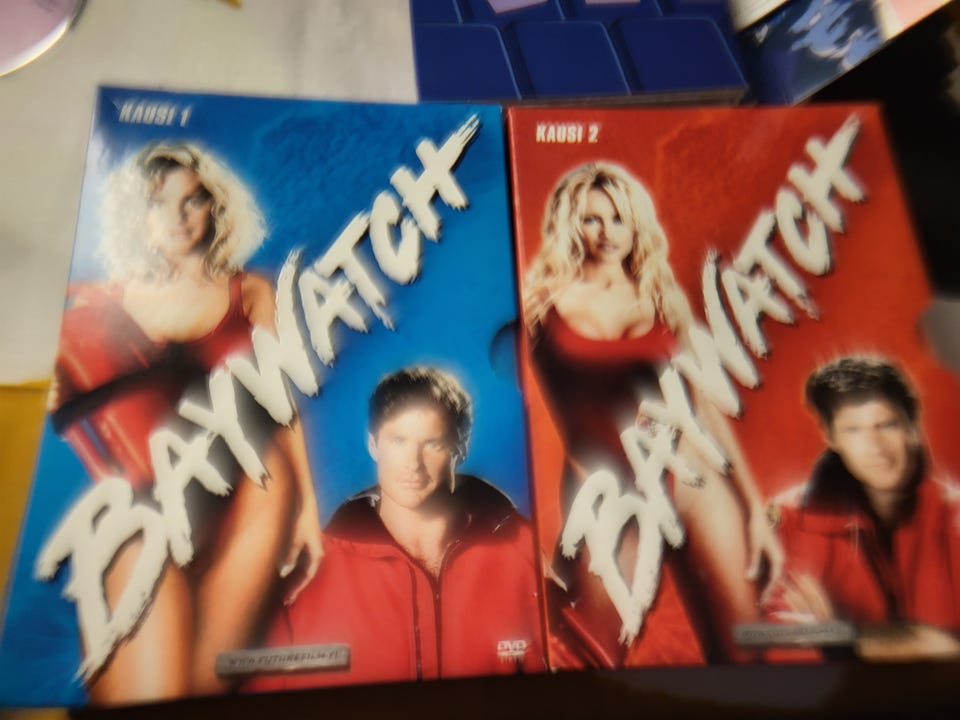 KAUSI 1
BAYWATCH
WWW.FUTUREFILM.FI
DVD
KAUSI 2
BAYWATCH